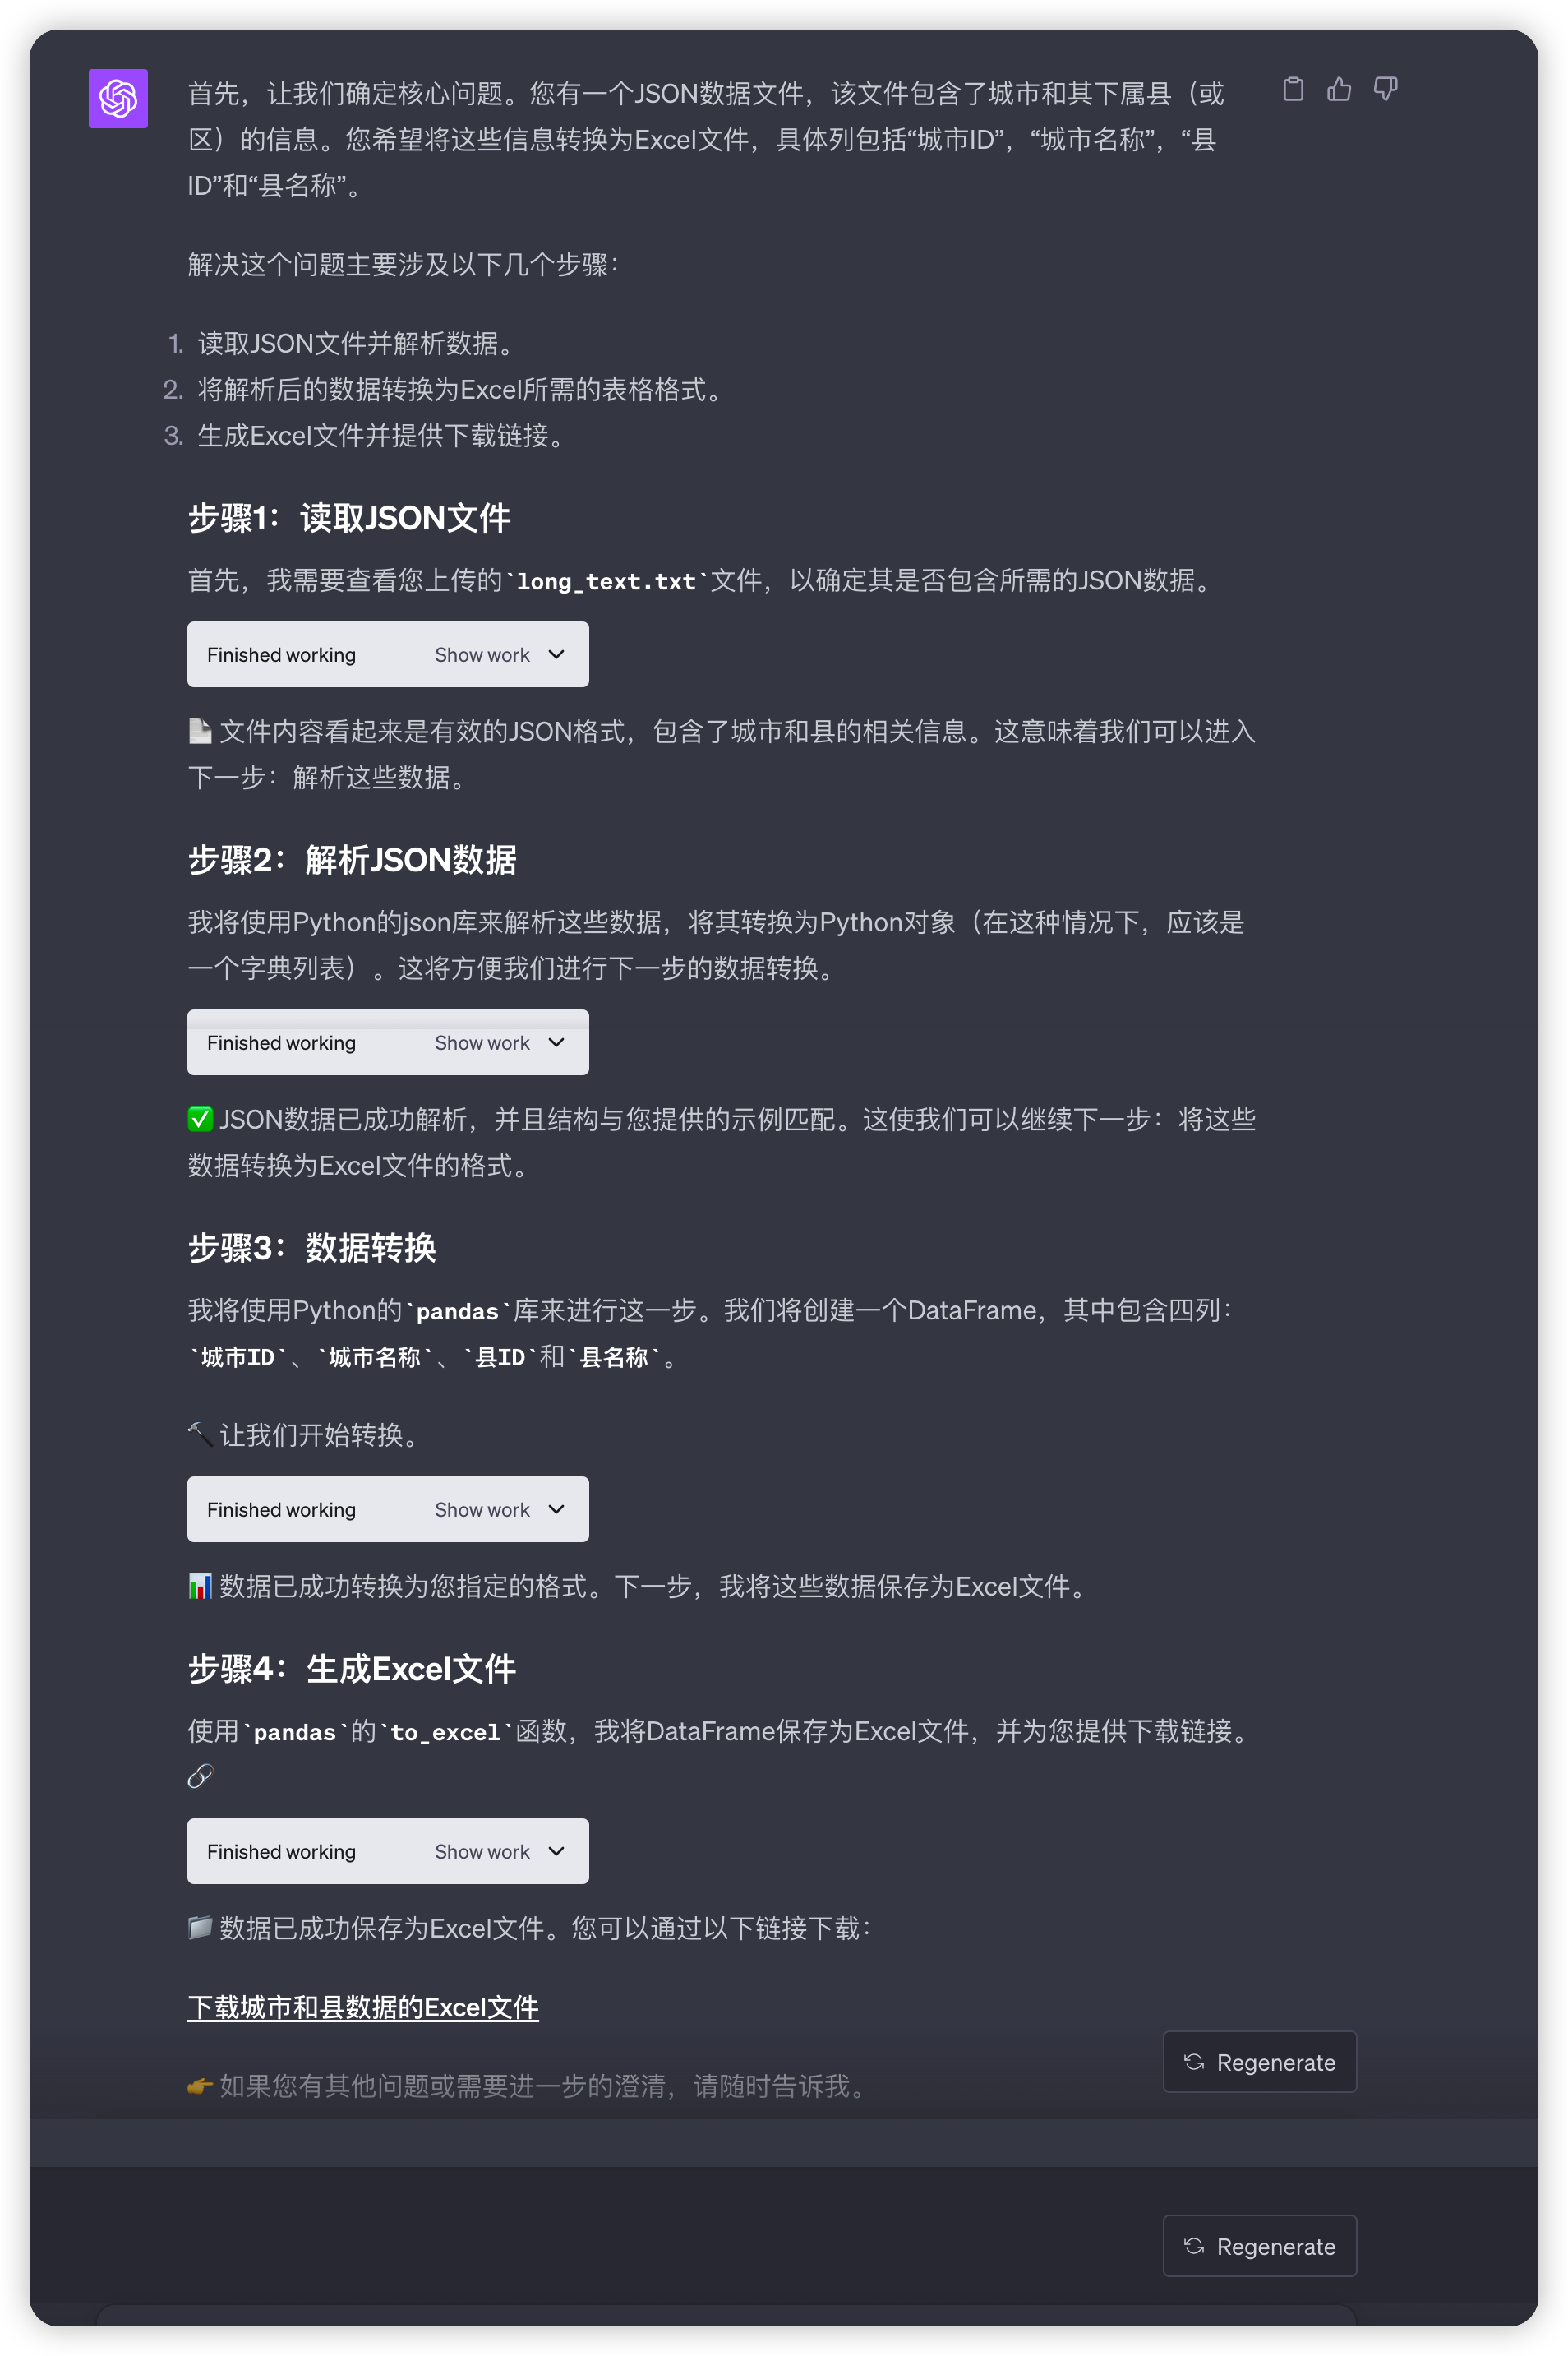 首先，让我们确定核心问题。您有一个JSON数据文件，该文件包含了城市和其下属县（或
区）的信息。您希望将这些信息转换为Excel文件，具体列包括“城市ID”，“城市名称”，“县
ID”和“县名称”。
解决这个问题主要涉及以下几个步骤：
1. 读取JSON文件并解析数据。
2. 将解析后的数据转换为Excel所需的表格格式。
3. 生成Excel文件并提供下载链接。
步骤1：读取JSON文件
首先，我需要查看您上传的`long_text.txt`文件，以确定其是否包含所需的JSON数据。
Finished working Show work
文件内容看起来是有效的JSON格式，包含了城市和县的相关信息。这意味着我们可以进入
下一步：解析这些数据。
步骤2：解析JSON数据
我将使用Python的json库来解析这些数据，将其转换为Python对象（在这种情况下，应该是
一个字典列表）。这将方便我们进行下一步的数据转换。
Finished working Show work
✅ JSON数据已成功解析，并且结构与您提供的示例匹配。这使我们可以继续下一步：将这些
数据转换为Excel文件的格式。
步骤3：数据转换
我将使用Python的`pandas`库来进行这一步。我们将创建一个DataFrame，其中包含四列：
`城市ID`、`城市名称`、`县ID`和`县名称`。
🔨 让我们开始转换。
Finished working Show work
📊 数据已成功转换为您指定的格式。下一步，我将这些数据保存为Excel文件。
步骤4：生成Excel文件
使用`pandas`的`to_excel`函数，我将DataFrame保存为Excel文件，并为您提供下载链接。
🔗
Finished working Show work
📁 数据已成功保存为Excel文件。您可以通过以下链接下载：
下载城市和县数据的Excel文件
Regenerate
👉 如果您有其他问题或需要进一步的澄清，请随时告诉我。
Regenerate